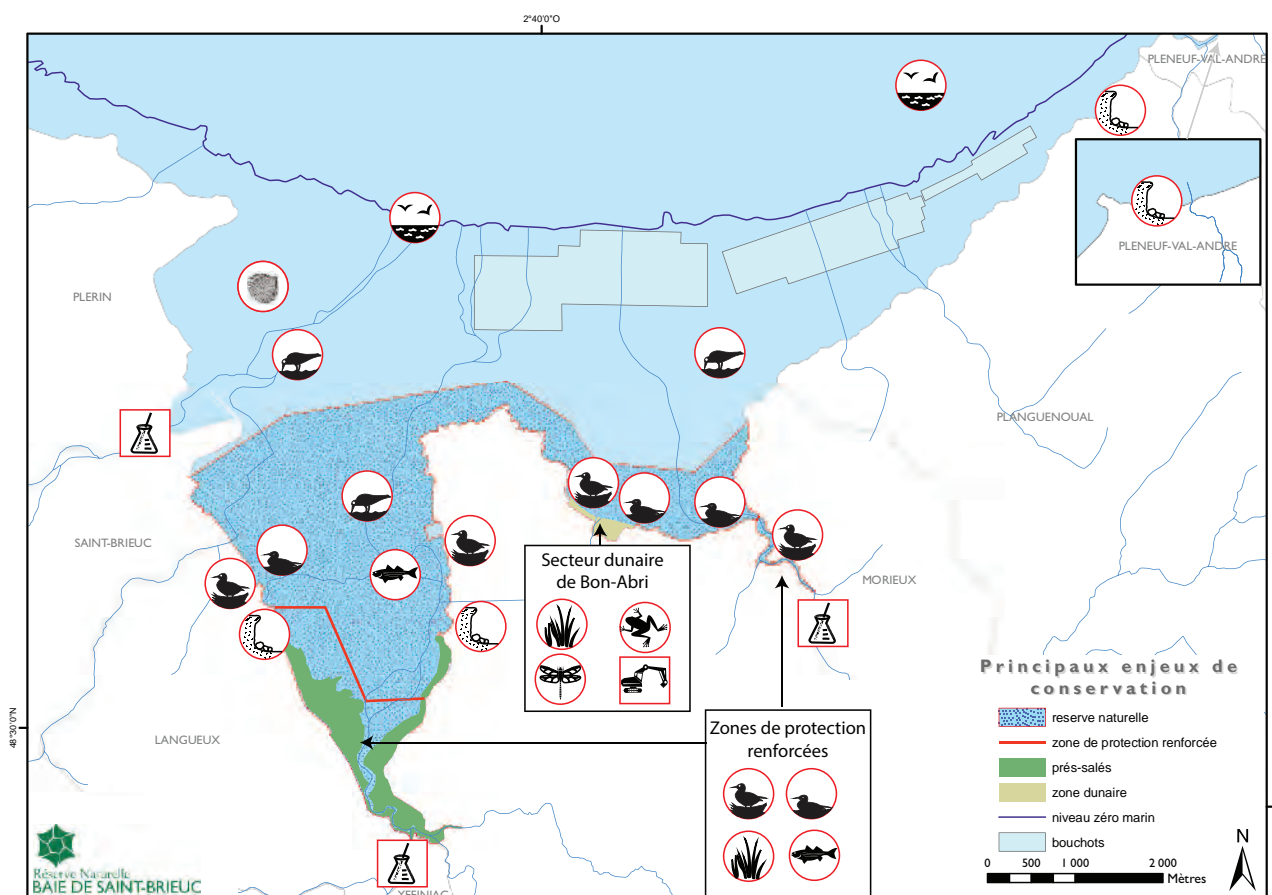 2°40'0"O
PLENEUF-VAL-ANDRE
PLENEUF-VAL-ANDRE
PLERIN
PLANGUENOUAL
SAINT-BRIEUC
Secteur dunaire
de Bon-Abri
MORIEUX
Principaux enjeux de
conservation
reserve naturelle
zone de protection renforcée
prés-salés
zone dunaire
niveau zéro marin
bouchots
N
0 500 1 000 2 000
Mètres
48°30'0"N
LANGUEUX
Zones de protection
renforcées
Réserve Naturelle
BAIE DE SAINT-BRIEUC
YFFINIAC